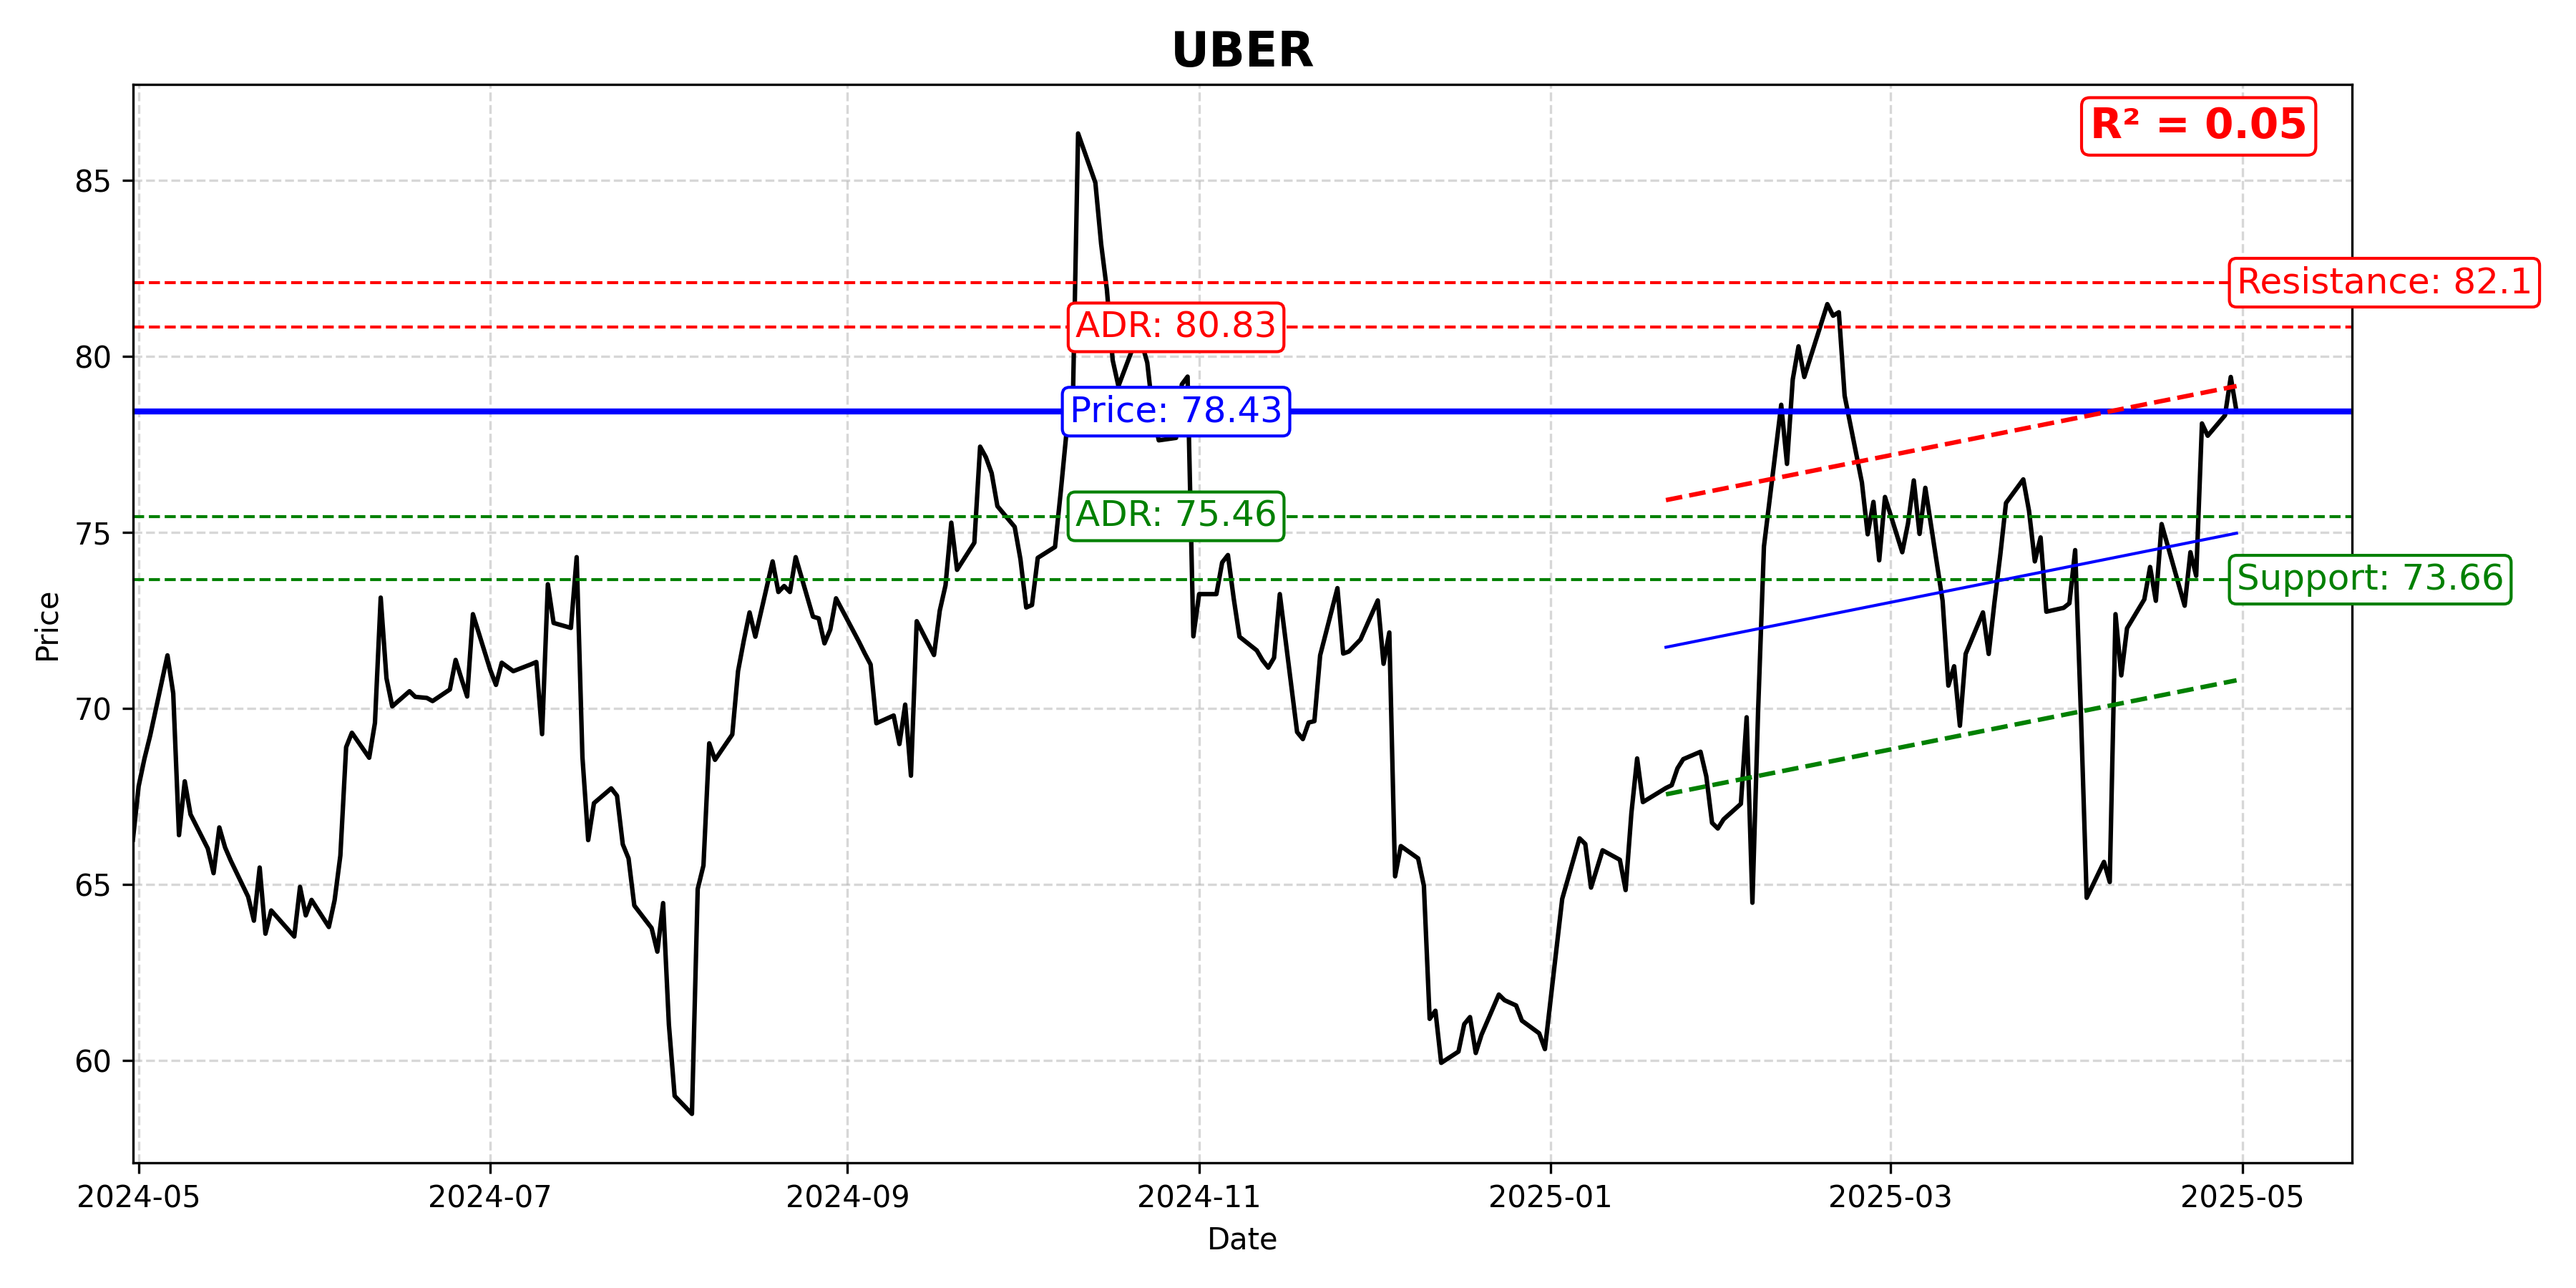 UBER
R² = 0.05
85
Resistance: 82.1
ADR: 80.83
80
Price: 78.43
ADR: 75.46
75
Support: 73.66
Price
70
65
60
2024-05 2024-07 2024-09 2024-11 2025-01 2025-03 2025-05
Date